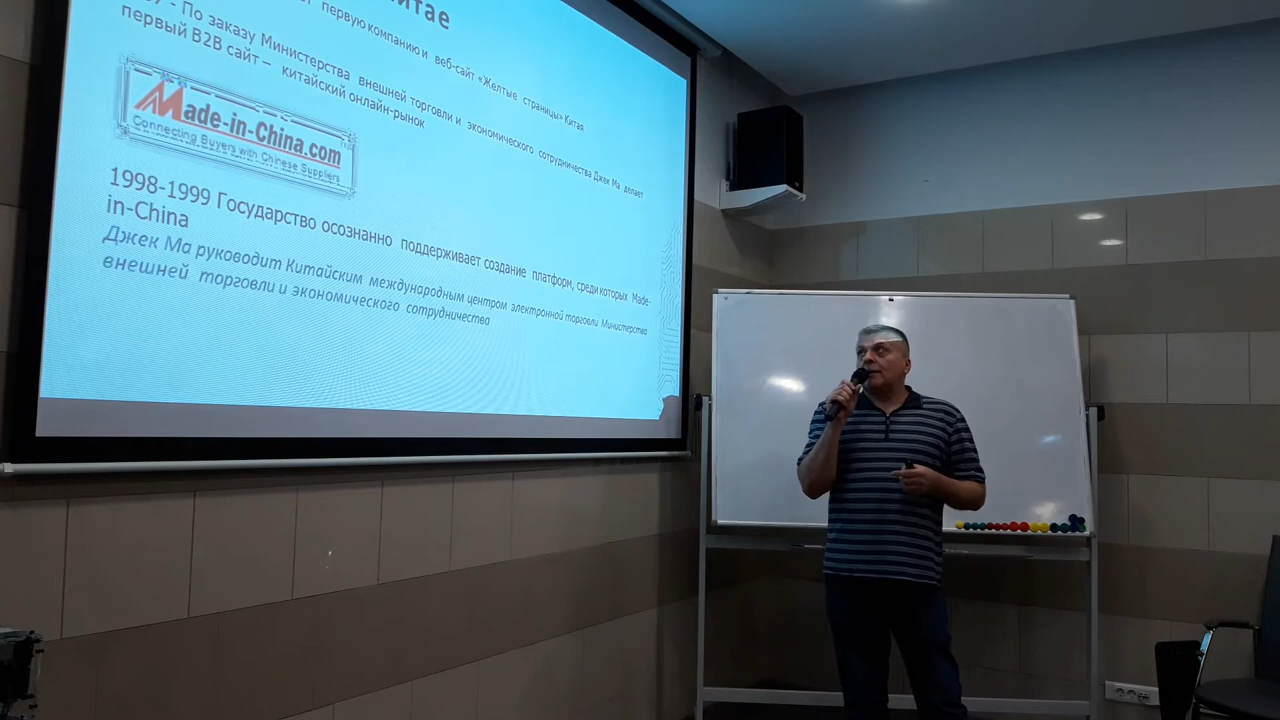 первую компанию и веб-сайт «Желтые страницы» Китая
- По заказу Министерства внешней торговли и экономического сотрудничества Джек Ма делает
первый B2B сайт – китайский онлайн-рынок
Made-in-China.com
Connecting Buyers with Chinese Suppliers
1998-1999 Государство осознанно поддерживает создание платформ, среди которых Made-
in-China
Джек Ма руководит Китайским международным центром электронной торговли Министерства
внешней торговли и экономического сотрудничества